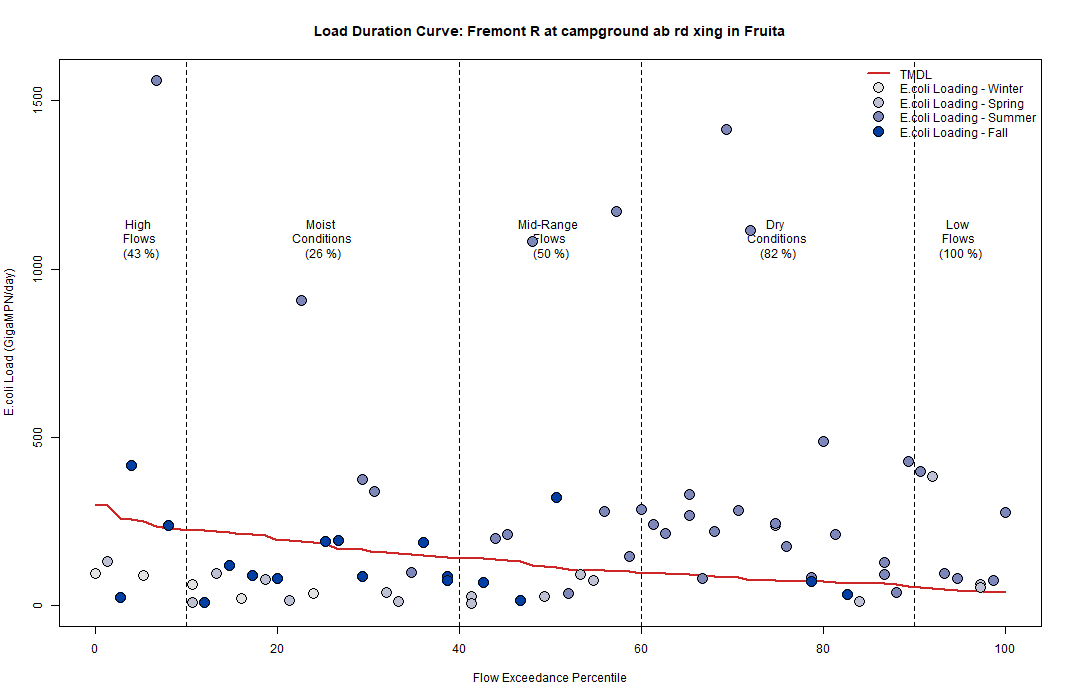 Load Duration Curve: Fremont R at campground ab rd xing in Fruita
TMDL
E.coli Loading - Winter
E.coli Loading - Spring
E.coli Loading - Summer
E.coli Loading - Fall
High
Flows
(43 %)
Moist
Conditions
(26 %)
Mid-Range
Flows
(50 %)
Dry
Conditions
(82 %)
Low
Flows
(100 %)
E.coli Load (GigaMPN/day)
1500
1000
500
0
0 20 40 60 80 100
Flow Exceedance Percentile